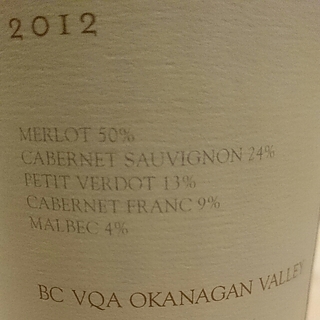 2012
MERLOT 50%
CABERNET SAUVIGNON 24%
PETIT VERDOT 13%
CABERNET FRANC 9%
MALBEC 4%
BC VQA OKANAGAN VALLEY